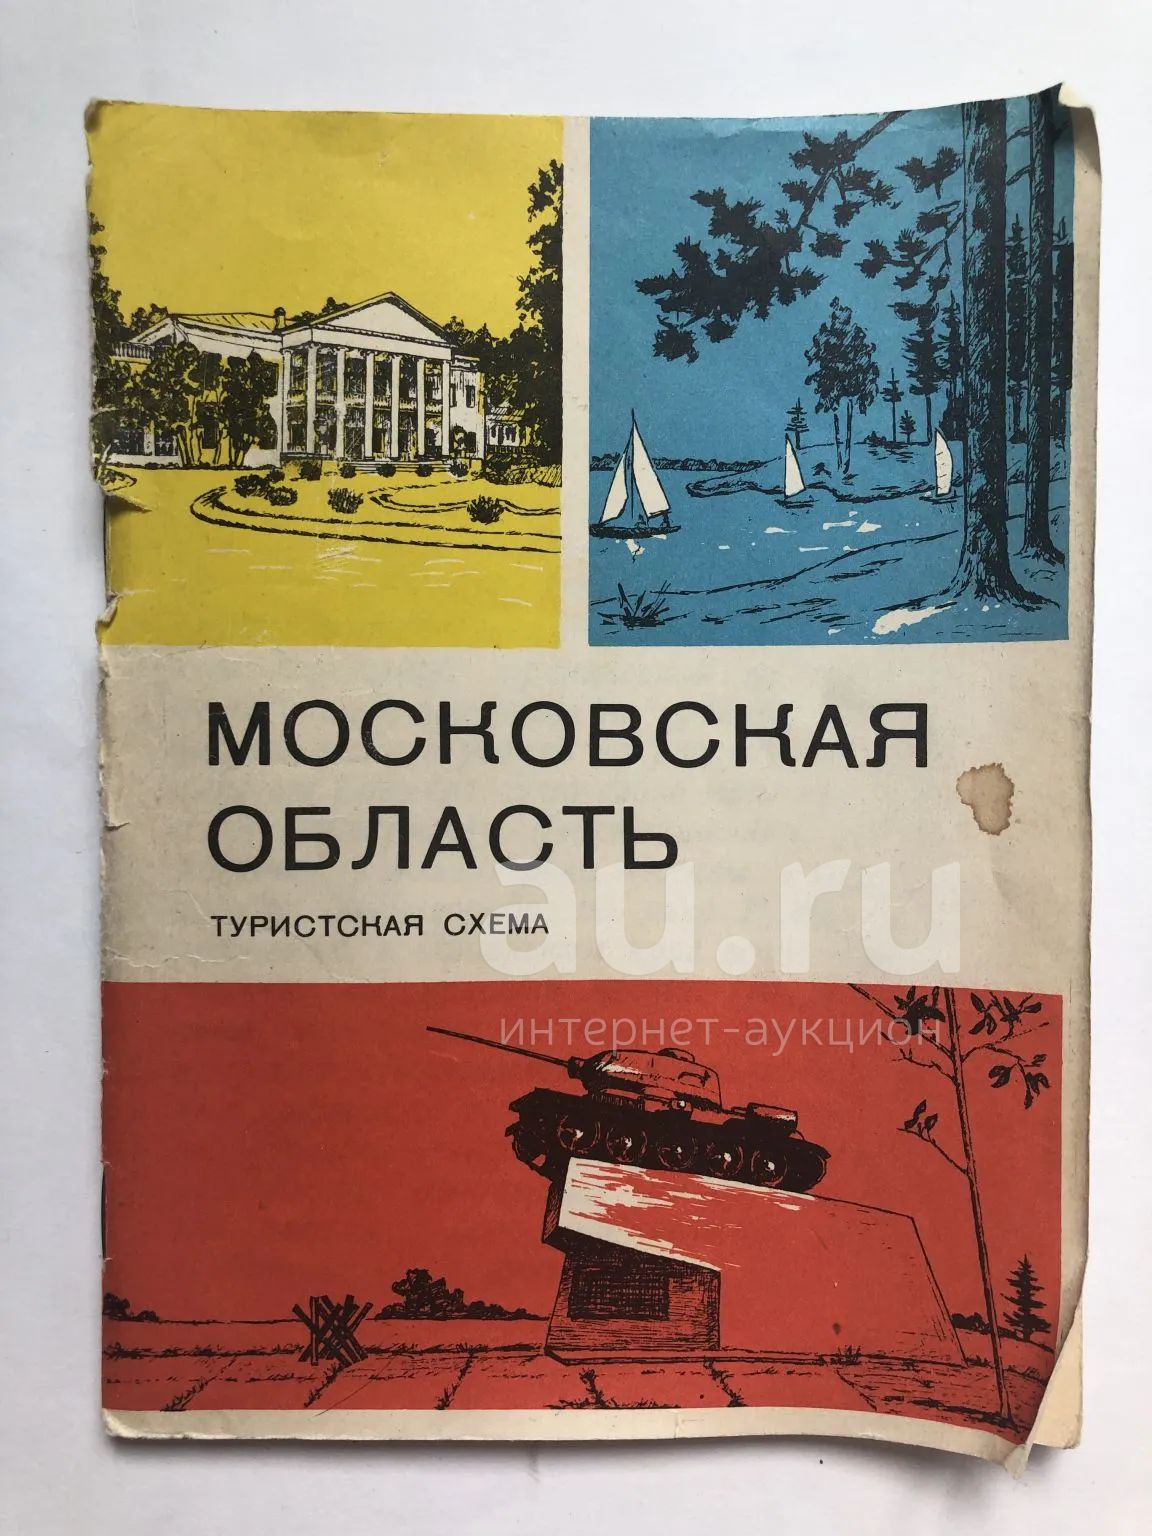 МОСКОВСКАЯ
ОБЛАСТЬ
ТУРИСТСКАЯ СХЕМА
au.ru
интернет-аукцион